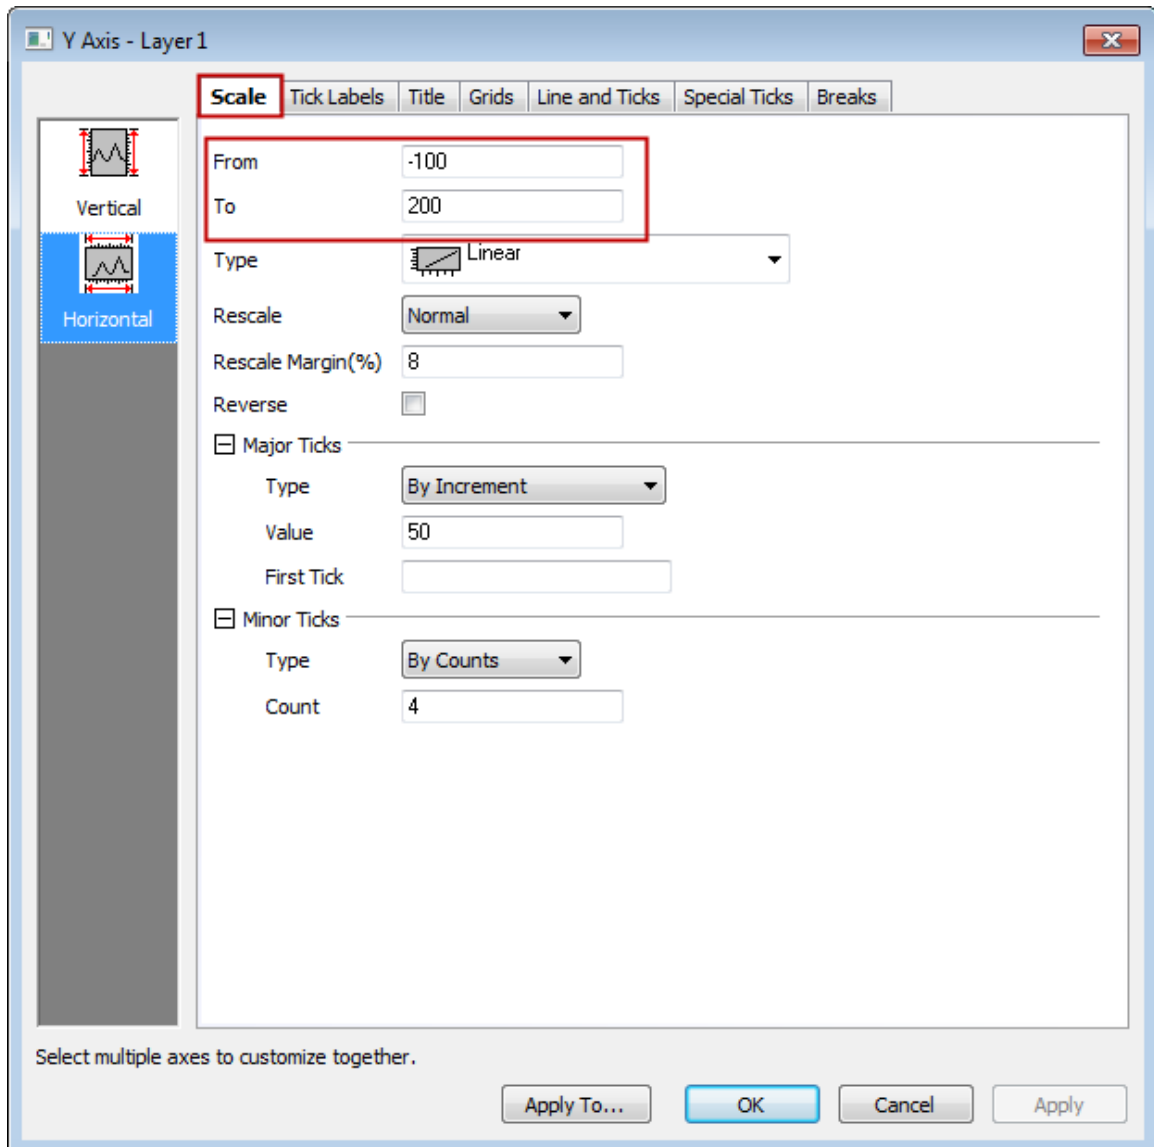 Y Axis - Layer 1
Scale Tick Labels Title Grids Line and Ticks Special Ticks Breaks
Vertical
Horizontal
From -100
To 200
Type Linear
Rescale Normal
Rescale Margin(%) 8
Reverse
Major Ticks
Type By Increment
Value 50
First Tick
Minor Ticks
Type By Counts
Count 4
Select multiple axes to customize together.
Apply To... OK Cancel Apply